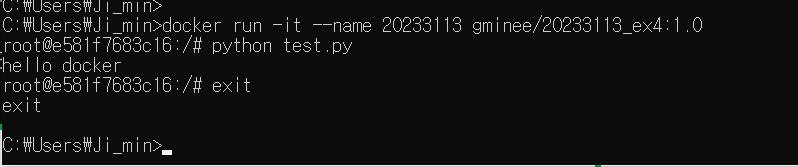 C:₩Users₩Ji_min>
C:₩Users₩Ji_min>docker run -it --name 20233113 gminee/20233113_ex4:1.0
root@e581f7683c16:/# python test.py
hello docker
root@e581f7683c16:/# exit
exit
C:₩Users₩Ji_min>